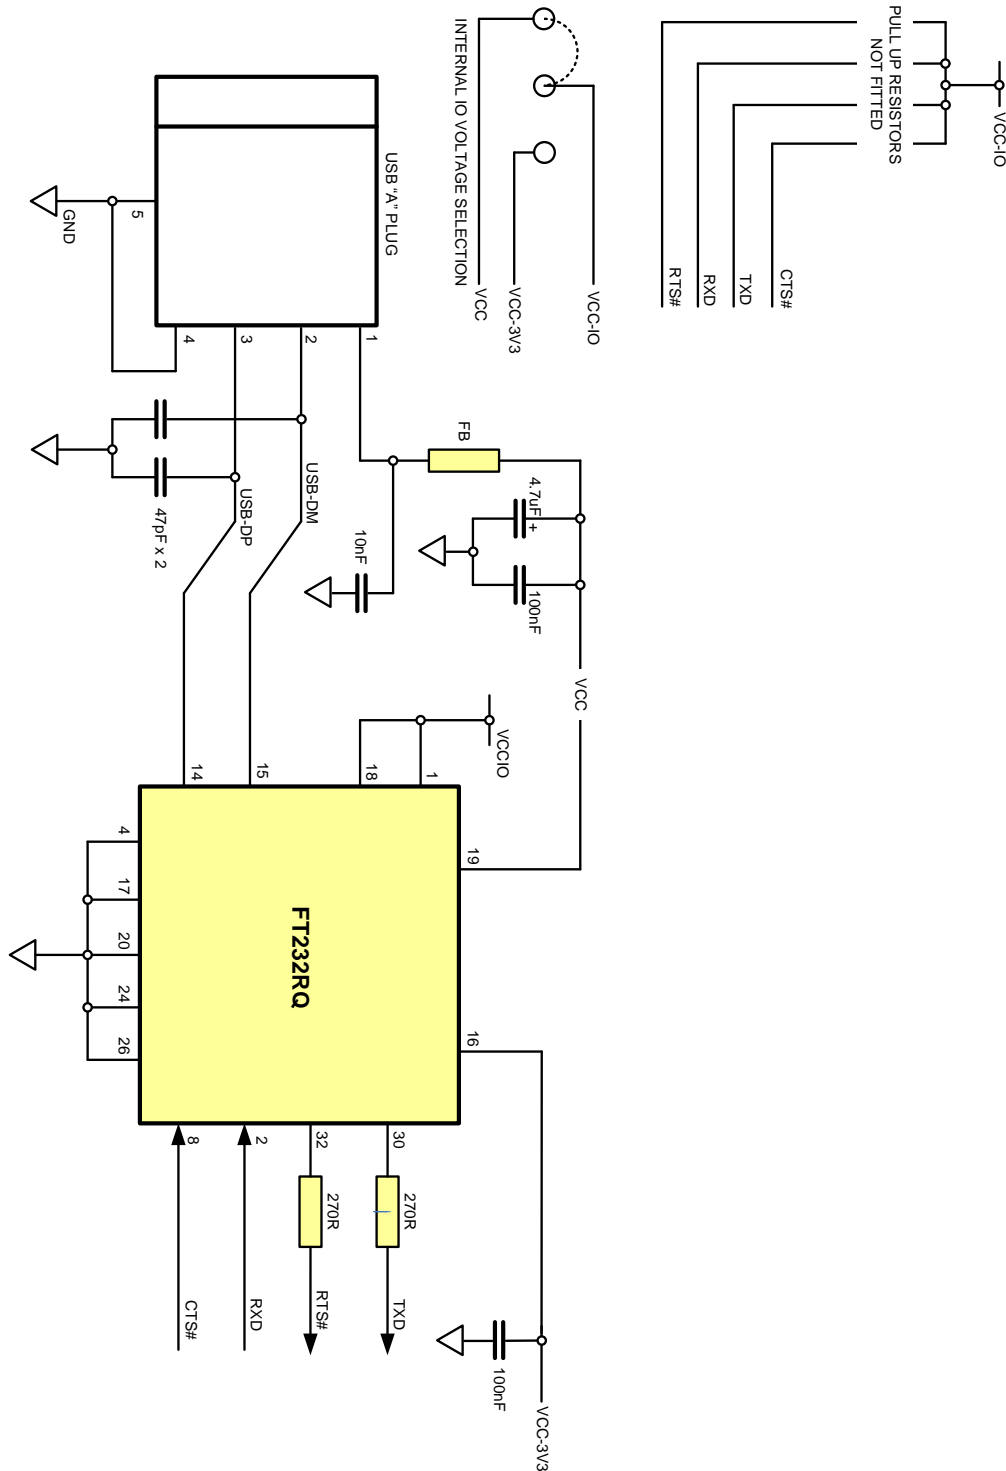 VCC-IO
PULL UP RESISTORS
NOT FITTED
CTS#
TXD
RXD
RTS#
VCC-IO
VCC-3V3
VCC
INTERNAL IO VOLTAGE SELECTION
USB "A" PLUG
1
2
3
4
5
GND
FB
4.7uF +
100nF
10nF
VCC
USB-DM
USB-DP
47pF x 2
VCCIO
1
18
15
14
19
16
FT232RQ
4
17
20
24
26
30
32
2
8
270R
270R
TXD
RTS#
RXD
CTS#
100nF
VCC-3V3